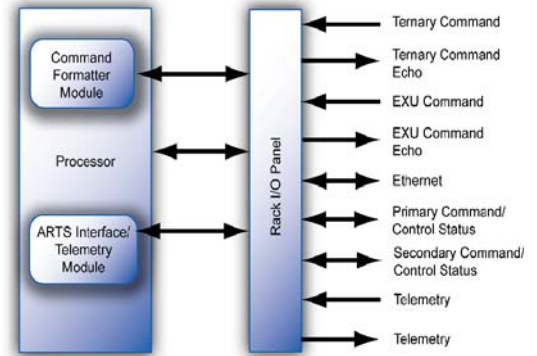 Command
Formatter
Module
Processor
ARTS Interface/
Telemetry
Module
Rack I/O Panel
Ternary Command
Ternary Command
Echo
EXU Command
EXU Command
Echo
Ethernet
Primary Command/
Control Status
Secondary Command/
Control Status
Telemetry
Telemetry